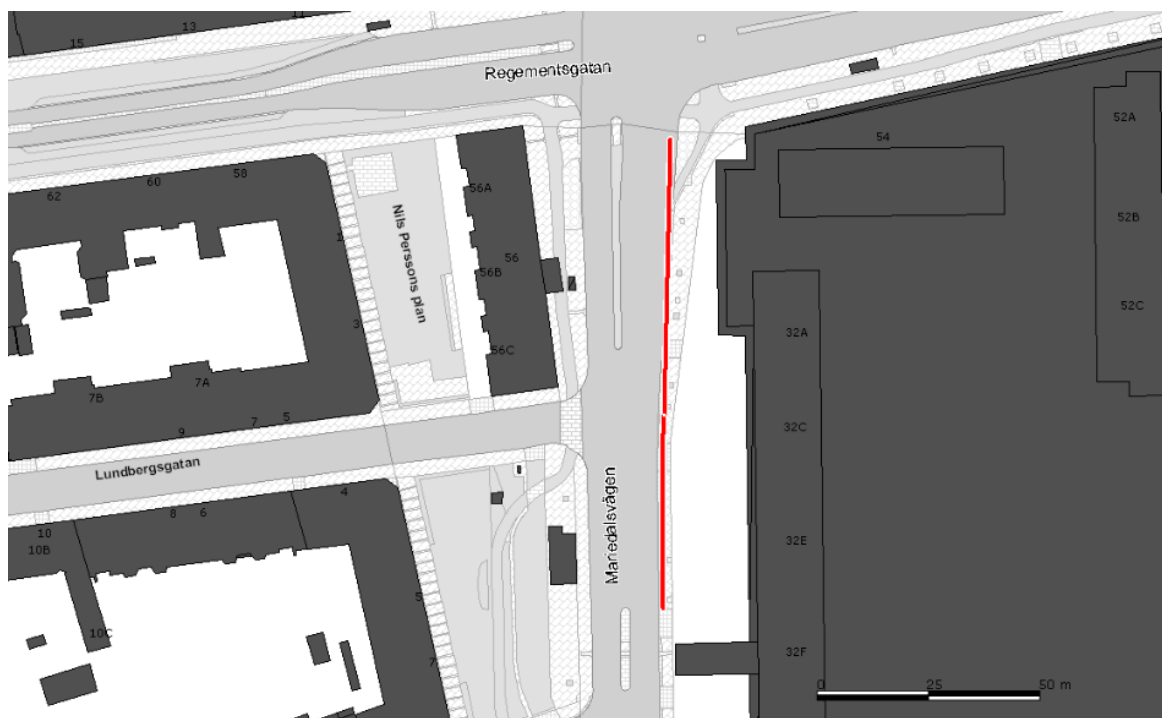 11
13
15
Regementsgatan
52A
54
58
60
62
56A
Nils Perssons plan
1
52B
56
56B
52C
3
32A
56C
7A
7B
5
7
9
32C
Lundbergsgatan
4
Mariedalsvägen
6
8
10
10B
32E
5
10C
32F
7
0 25 50 m